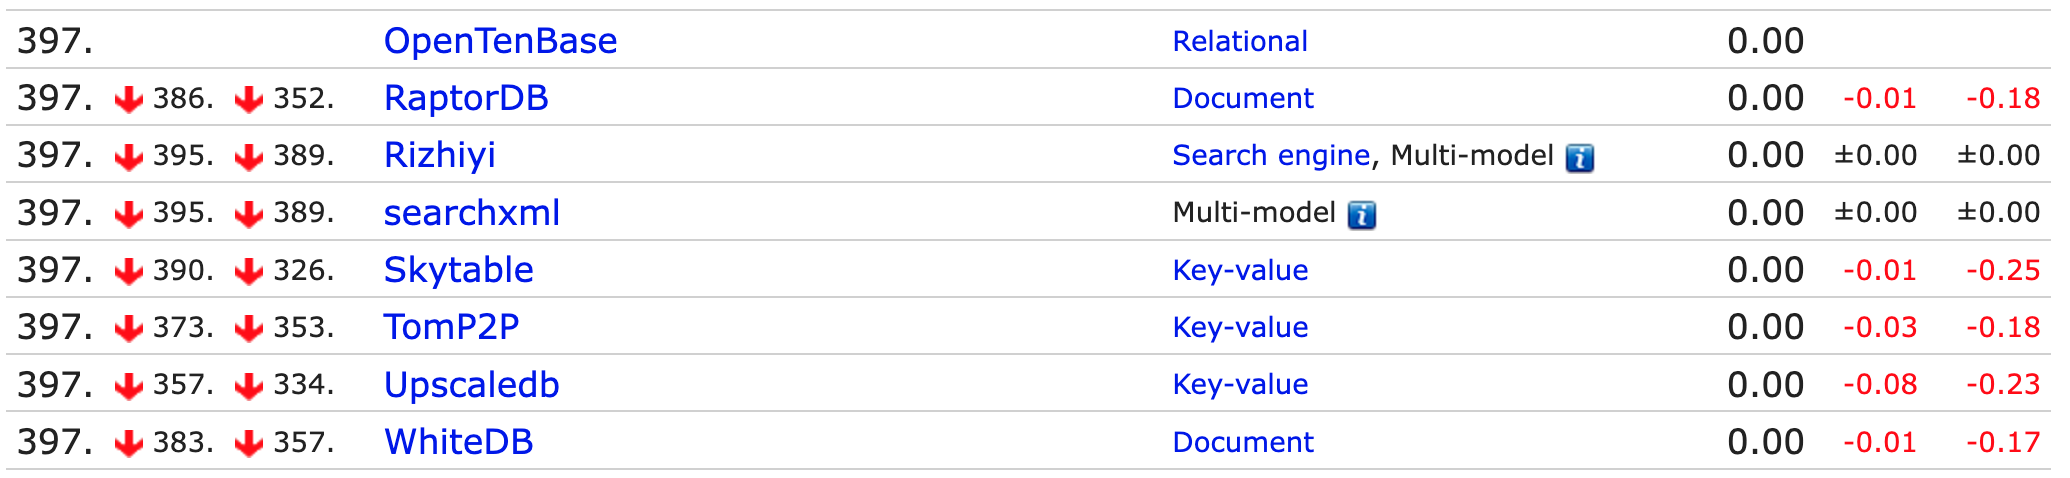 397. OpenTenBase Relational 0.00
397. 386. 352. RaptorDB Document 0.00 -0.01 -0.18
397. 395. 389. Rizhiyi Search engine, Multi-model i 0.00 ±0.00 ±0.00
397. 395. 389. searchxml Multi-model i 0.00 ±0.00 ±0.00
397. 390. 326. Skytable Key-value 0.00 -0.01 -0.25
397. 373. 353. TomP2P Key-value 0.00 -0.03 -0.18
397. 357. 334. Upscaledb Key-value 0.00 -0.08 -0.23
397. 383. 357. WhiteDB Document 0.00 -0.01 -0.17